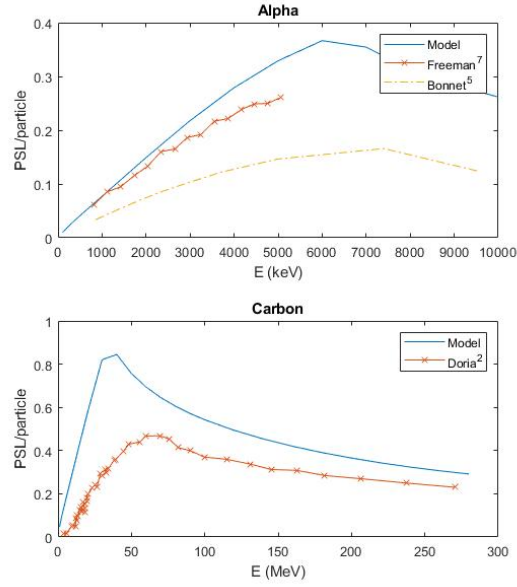 Alpha
0.4
0.3
0.2
0.1
0
PSL/particle
Model
Freeman7
Bonnet5
0 1000 2000 3000 4000 5000 6000 7000 8000 9000 10000
E (keV)
Carbon
1
0.8
0.6
0.4
0.2
0
PSL/particle
Model
Doria2
0 50 100 150 200 250 300
E (MeV)